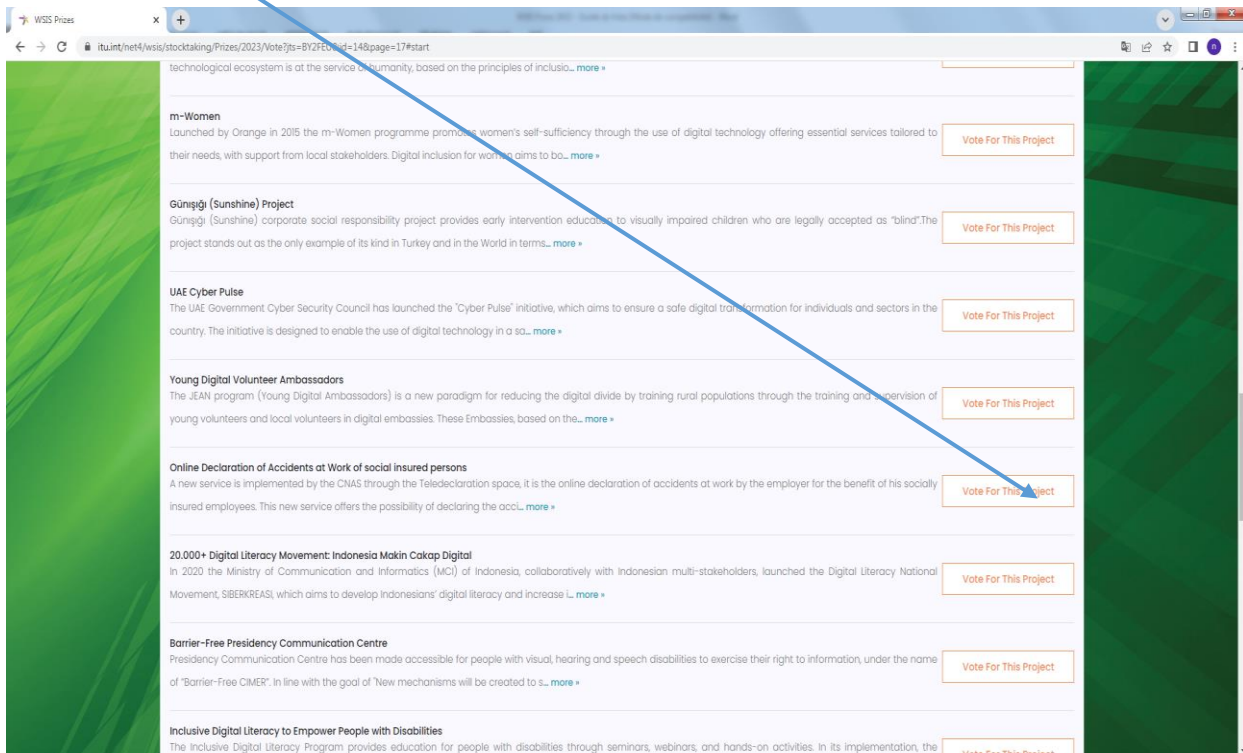 WSIS Prizes
itu.int/net4/wsis/stocktaking/Prizes/2023/Vote?jts=BY2FEU&id=14&page=17#start
technological ecosystem is at the service of humanity, based on the principles of inclusio... more »
m-Women
Launched by Orange in 2015 the m-Women programme promotes women's self-sufficiency through the use of digital technology offering essential services tailored to
their needs, with support from local stakeholders. Digital inclusion for women aims to bo... more »
Vote For This Project
Günışığı (Sunshine) Project
Günışığı (Sunshine) corporate social responsibility project provides early intervention education to visually impaired children who are legally accepted as "blind".The
project stands out as the only example of its kind in Turkey and in the World in terms... more »
Vote For This Project
UAE Cyber Pulse
The UAE Government Cyber Security Council has launched the "Cyber Pulse" initiative, which aims to ensure a safe digital transformation for individuals and sectors in the
country. The initiative is designed to enable the use of digital technology in a sa... more »
Vote For This Project
Young Digital Volunteer Ambassadors
The JEAN program (Young Digital Ambassadors) is a new paradigm for reducing the digital divide by training rural populations through the training and supervision of
young volunteers and local volunteers in digital embassies. These Embassies, based on the... more »
Vote For This Project
Online Declaration of Accidents at Work of social insured persons
A new service is implemented by the CNAS through the Teledeclaration space, it is the online declaration of accidents at work by the employer for the benefit of his socially
insured employees. This new service offers the possibility of declaring the acci... more »
Vote For This Project
20.000+ Digital Literacy Movement: Indonesia Makin Cakap Digital
In 2020 the Ministry of Communication and Informatics (MCI) of Indonesia, collaboratively with Indonesian multi-stakeholders, launched the Digital Literacy National
Movement, SIBERKREASI, which aims to develop Indonesians' digital literacy and increase i... more »
Vote For This Project
Barrier-Free Presidency Communication Centre
Presidency Communication Centre has been made accessible for people with visual, hearing and speech disabilities to exercise their right to information, under the name
of "Barrier-Free CIMER". In line with the goal of "New mechanisms will be created to s... more »
Vote For This Project
Inclusive Digital Literacy to Empower People with Disabilities
The Inclusive Digital Literacy Program provides education for people with disabilities through seminars, webinars, and hands-on activities. In its implementation, the
Vote For This Project